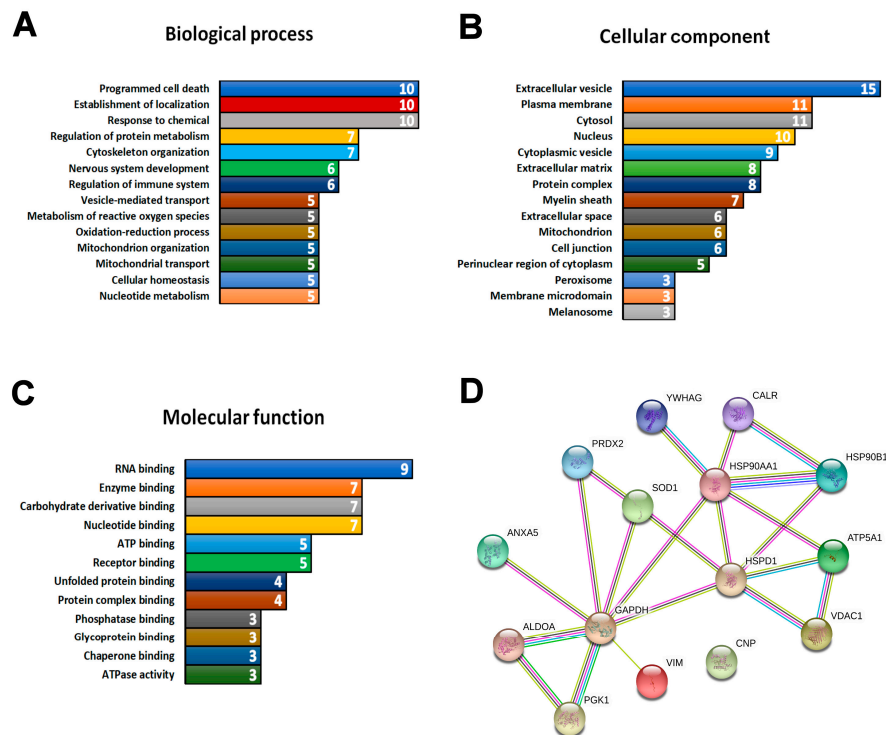 A
Biological process
Programmed cell death 10
Establishment of localization 10
Response to chemical 10
Regulation of protein metabolism 7
Cytoskeleton organization 7
Nervous system development 6
Regulation of immune system 6
Vesicle-mediated transport 5
Metabolism of reactive oxygen species 5
Oxidation-reduction process 5
Mitochondrion organization 5
Mitochondrial transport 5
Cellular homeostasis 5
Nucleotide metabolism 5
B
Cellular component
Extracellular vesicle 15
Plasma membrane 11
Cytosol 11
Nucleus 10
Cytoplasmic vesicle 9
Extracellular matrix 8
Protein complex 8
Myelin sheath 7
Extracellular space 6
Mitochondrion 6
Cell junction 6
Perinuclear region of cytoplasm 5
Peroxisome 3
Membrane microdomain 3
Melanosome 3
C
Molecular function
RNA binding 9
Enzyme binding 7
Carbohydrate derivative binding 7
Nucleotide binding 7
ATP binding 5
Receptor binding 5
Unfolded protein binding 4
Protein complex binding 4
Phosphatase binding 3
Glycoprotein binding 3
Chaperone binding 3
ATPase activity 3
D
YWHAG
CALR
PRDX2
HSP90AA1
HSP90B1
SOD1
ANXA5
ATP5A1
HSPD1
GAPDH
VDAC1
ALDOA
CNP
VIM
PGK1